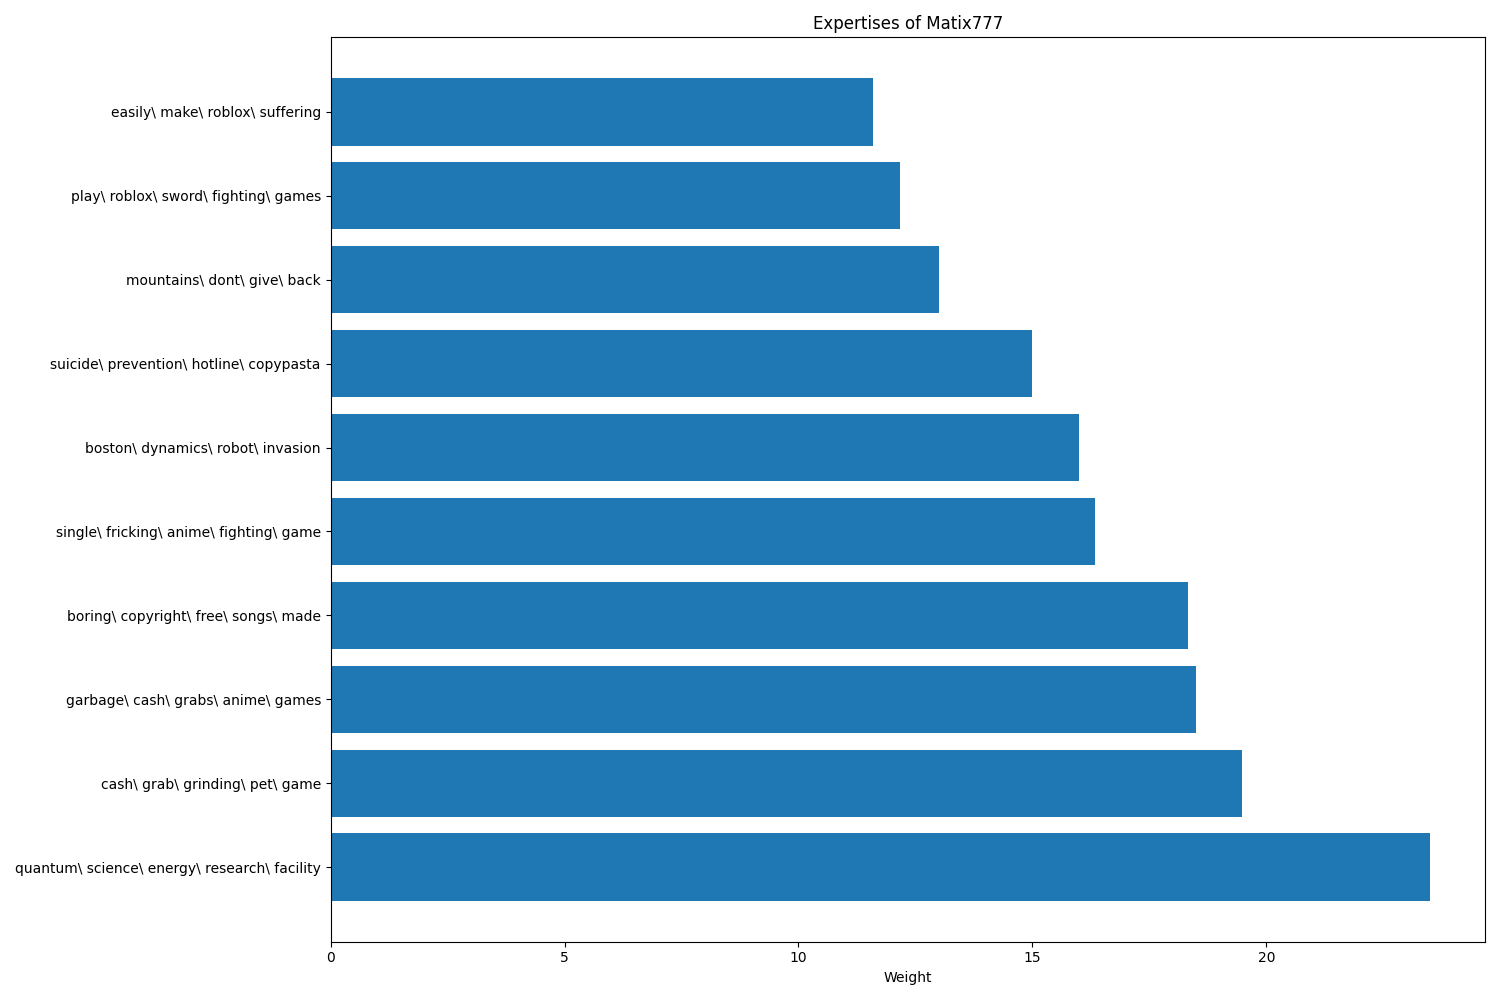 Expertises of Matix777
easily\ make\ roblox\ suffering
play\ roblox\ sword\ fighting\ games
mountains\ dont\ give\ back
suicide\ prevention\ hotline\ copypasta
boston\ dynamics\ robot\ invasion
single\ fricking\ anime\ fighting\ game
boring\ copyright\ free\ songs\ made
garbage\ cash\ grabs\ anime\ games
cash\ grab\ grinding\ pet\ game
quantum\ science\ energy\ research\ facility
0 5 10 15 20
Weight